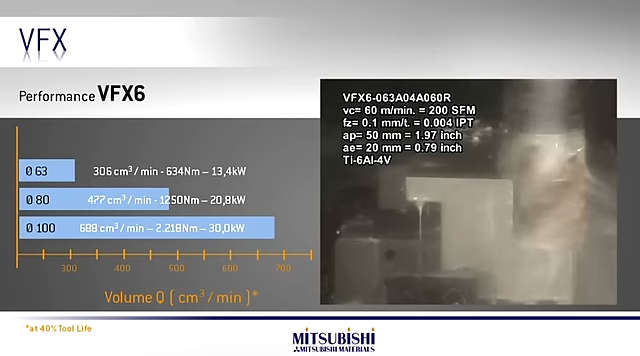 VFX
Performance VFX6
Ø 63 306 cm³ / min - 634Nm – 13,4kW
Ø 80 477 cm³ / min - 1250Nm – 20,8kW
Ø 100 688 cm³ / min – 2.218Nm – 30,0kW
300 400 500 600 700
Volume Q ( cm³ / min )*
VFX6-063A04A060R
vc= 60 m/min. = 200 SFM
fz= 0.1 mm/t. = 0.004 IPT
ap= 50 mm = 1.97 inch
ae= 20 mm = 0.79 inch
Ti-6Al-4V
*at 40% Tool Life
MITSUBISHI
MITSUBISHI MATERIALS